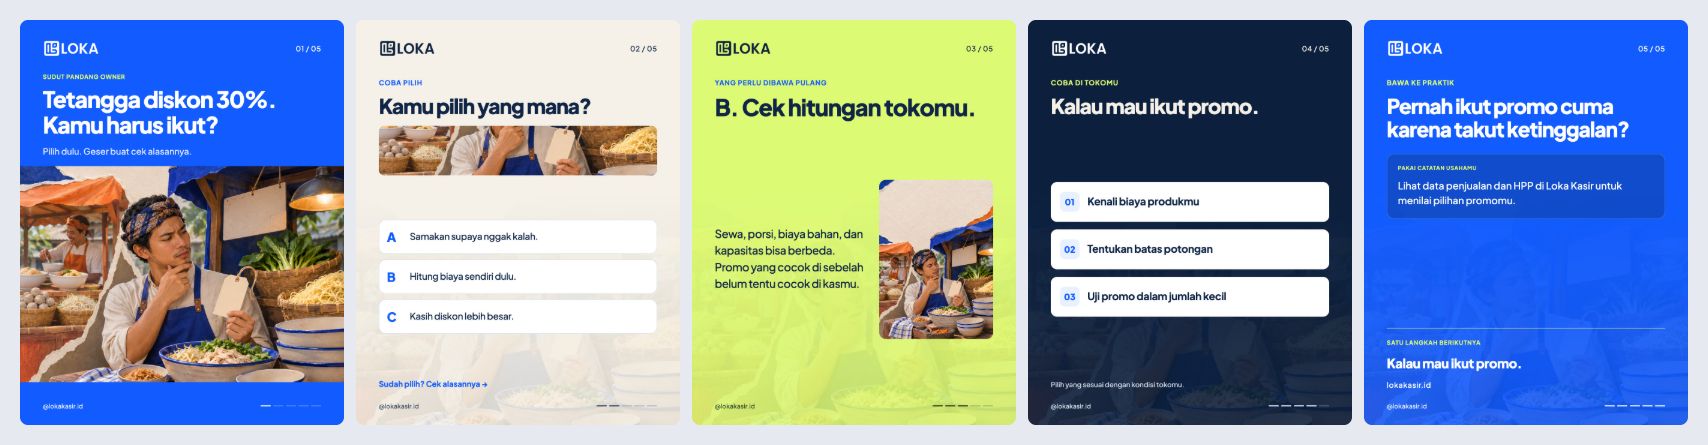 LOKA
01 / 05
SUDUT PANDANG OWNER
Tetangga diskon 30%.
Kamu harus ikut?
Pilih dulu. Geser buat cek alasannya.
@lokakasir.id
LOKA
02 / 05
COBA PILIH
Kamu pilih yang mana?
A Samakan supaya nggak kalah.
B Hitung biaya sendiri dulu.
C Kasih diskon lebih besar.
Sudah pilih? Cek alasannya →
@lokakasir.id
LOKA
03 / 05
YANG PERLU DIBAWA PULANG
B. Cek hitungan tokomu.
Sewa, porsi, biaya bahan, dan
kapasitas bisa berbeda.
Promo yang cocok di sebelah
belum tentu cocok di kasmu.
@lokakasir.id
LOKA
04 / 05
COBA DI TOKOMU
Kalau mau ikut promo.
01 Kenali biaya produkmu
02 Tentukan batas potongan
03 Uji promo dalam jumlah kecil
Pilih yang sesuai dengan kondisi tokomu.
@lokakasir.id
LOKA
05 / 05
BAWA KE PRAKTIK
Pernah ikut promo cuma
karena takut ketinggalan?
PAKAI CATATAN USAHAMU
Lihat data penjualan dan HPP di Loka Kasir untuk
menilai pilihan promomu.
SATU LANGKAH BERIKUTNYA
Kalau mau ikut promo.
lokakasir.id
@lokakasir.id